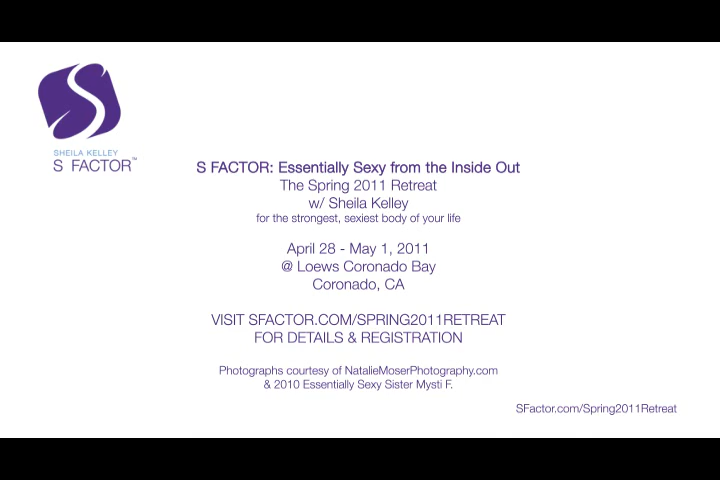 SHEILA KELLEY
S FACTOR™
S FACTOR: Essentially Sexy from the Inside Out
The Spring 2011 Retreat
w/ Sheila Kelley
for the strongest, sexiest body of your life
April 28 - May 1, 2011
@ Loews Coronado Bay
Coronado, CA
VISIT SFACTOR.COM/SPRING2011RETREAT
FOR DETAILS & REGISTRATION
Photographs courtesy of NatalieMoserPhotography.com
& 2010 Essentially Sexy Sister Mysti F.
SFactor.com/Spring2011Retreat